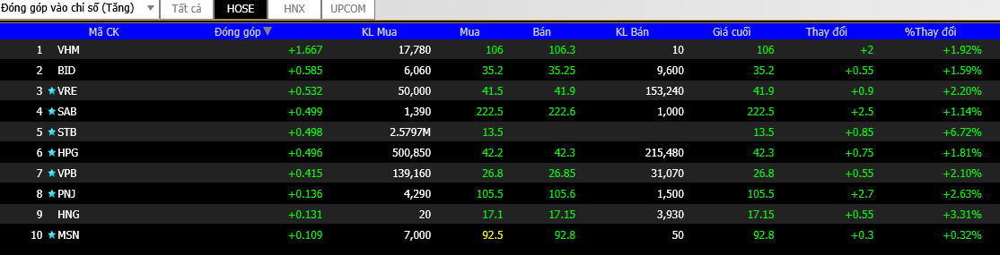 Đóng góp vào chỉ số (Tăng) Tất cả HOSE HNX UPCOM
Mã CK Đóng góp KL Mua Mua Bán KL Bán Giá cuối Thay đổi %Thay đổi
1 VHM +1.667 17,780 106 106.3 10 106 +2 +1.92%
2 BID +0.585 6,060 35.2 35.25 9,600 35.2 +0.55 +1.59%
3 VRE +0.532 50,000 41.5 41.9 153,240 41.9 +0.9 +2.20%
4 SAB +0.499 1,390 222.5 222.6 1,000 222.5 +2.5 +1.14%
5 STB +0.498 2.5797M 13.5 13.5 +0.85 +6.72%
6 HPG +0.496 500,850 42.2 42.3 215,480 42.3 +0.75 +1.81%
7 VPB +0.415 139,160 26.8 26.85 31,070 26.8 +0.55 +2.10%
8 PNJ +0.136 4,290 105.5 105.6 1,500 105.5 +2.7 +2.63%
9 HNG +0.131 20 17.1 17.15 3,930 17.15 +0.55 +3.31%
10 MSN +0.109 7,000 92.5 92.8 50 92.8 +0.3 +0.32%